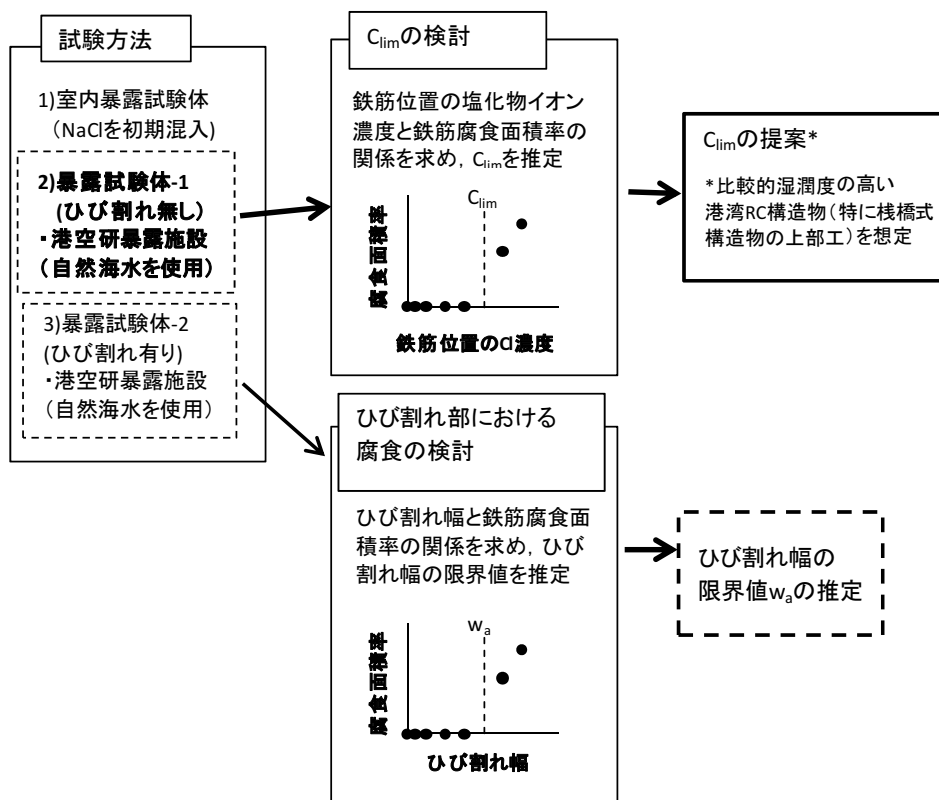 試験方法
1)室内暴露試験体
（NaClを初期混入）
2)暴露試験体-1
(ひび割れ無し)
・港空研暴露施設
（自然海水を使用）
3)暴露試験体-2
(ひび割れ有り)
・港空研暴露施設
（自然海水を使用）
Climの検討
鉄筋位置の塩化物イオン
濃度と鉄筋腐食面積率の
関係を求め，Climを推定
Clim
腐食面積率
鉄筋位置のCl濃度
Climの提案*
*比較的湿潤度の高い
港湾RC構造物（特に桟橋式
構造物の上部工）を想定
ひび割れ部における
腐食の検討
ひび割れ幅と鉄筋腐食面
積率の関係を求め，ひび
割れ幅の限界値を推定
wa
腐食面積率
ひび割れ幅
ひび割れ幅の
限界値waの推定